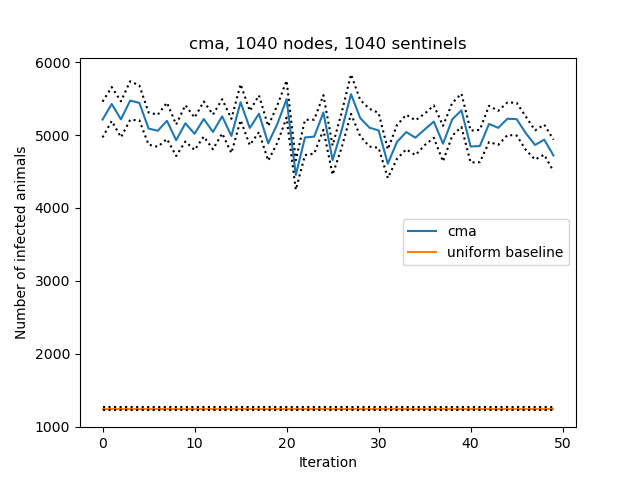 cma, 1040 nodes, 1040 sentinels
Number of infected animals
6000
5000
4000
3000
2000
1000
cma
uniform baseline
0
10
20
30
40
50
Iteration